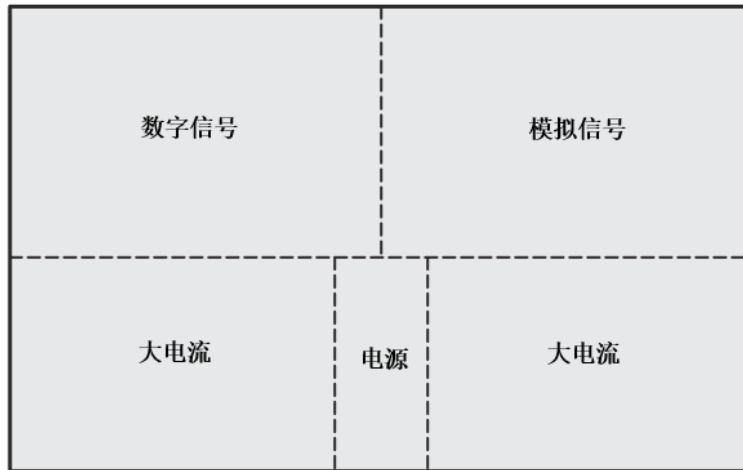 数字信号
模拟信号
大电流
电源
大电流